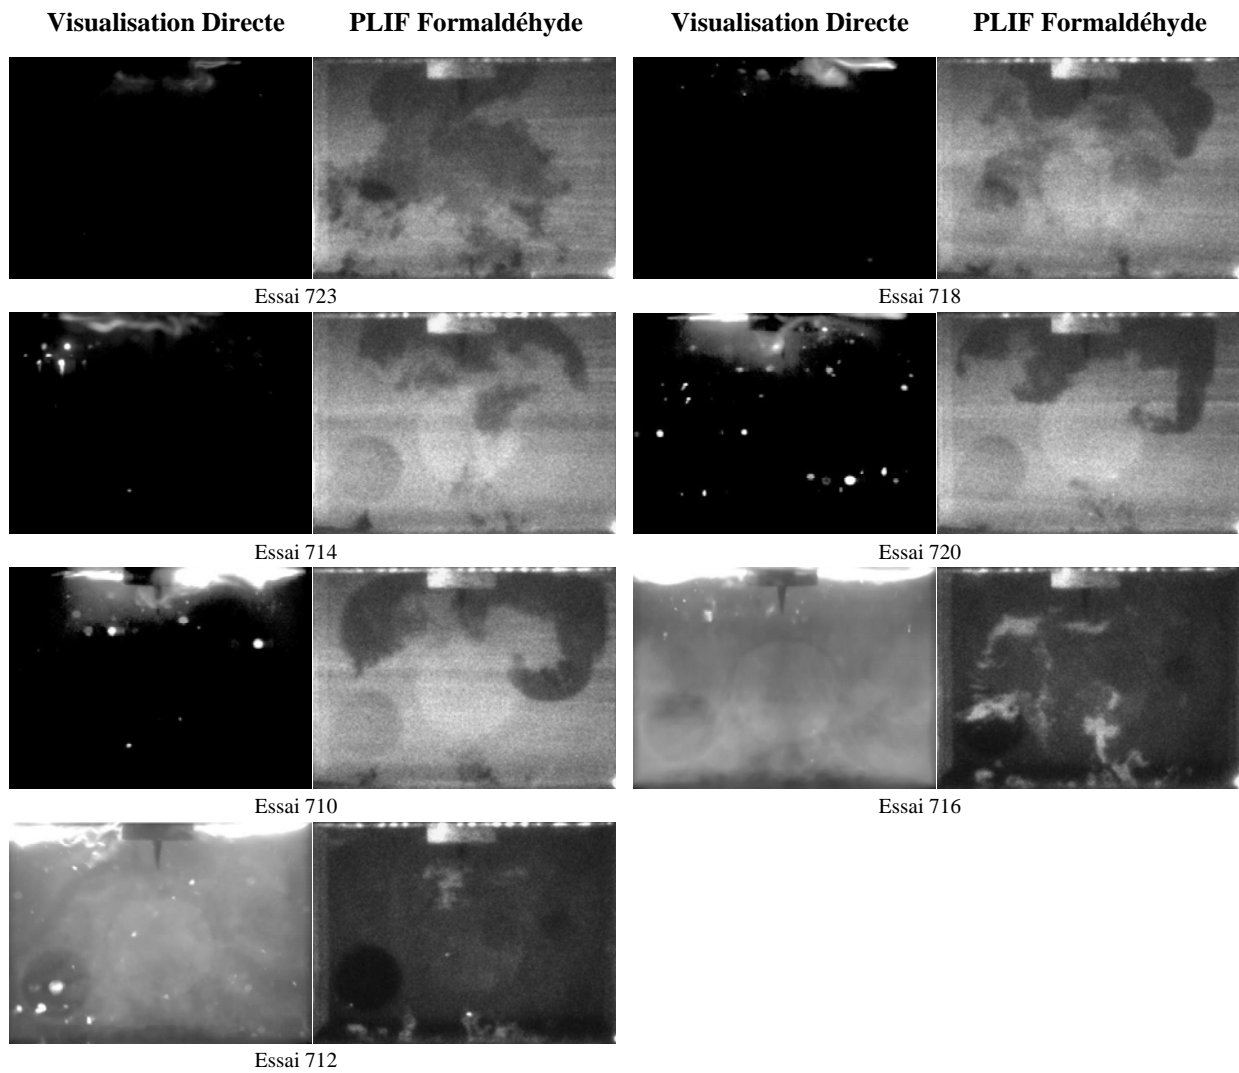 Visualisation Directe PLIF Formaldéhyde Visualisation Directe PLIF Formaldéhyde
Essai 723 Essai 718
Essai 714 Essai 720
Essai 710 Essai 716
Essai 712